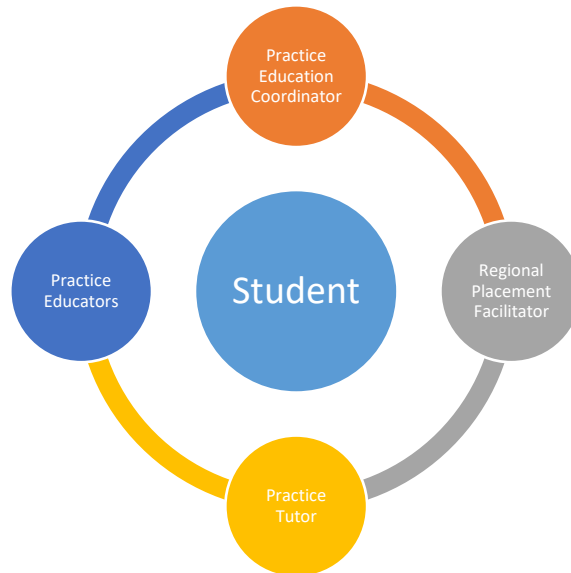 Practice
Education
Coordinator
Practice
Educators
Student
Regional
Placement
Facilitator
Practice
Tutor